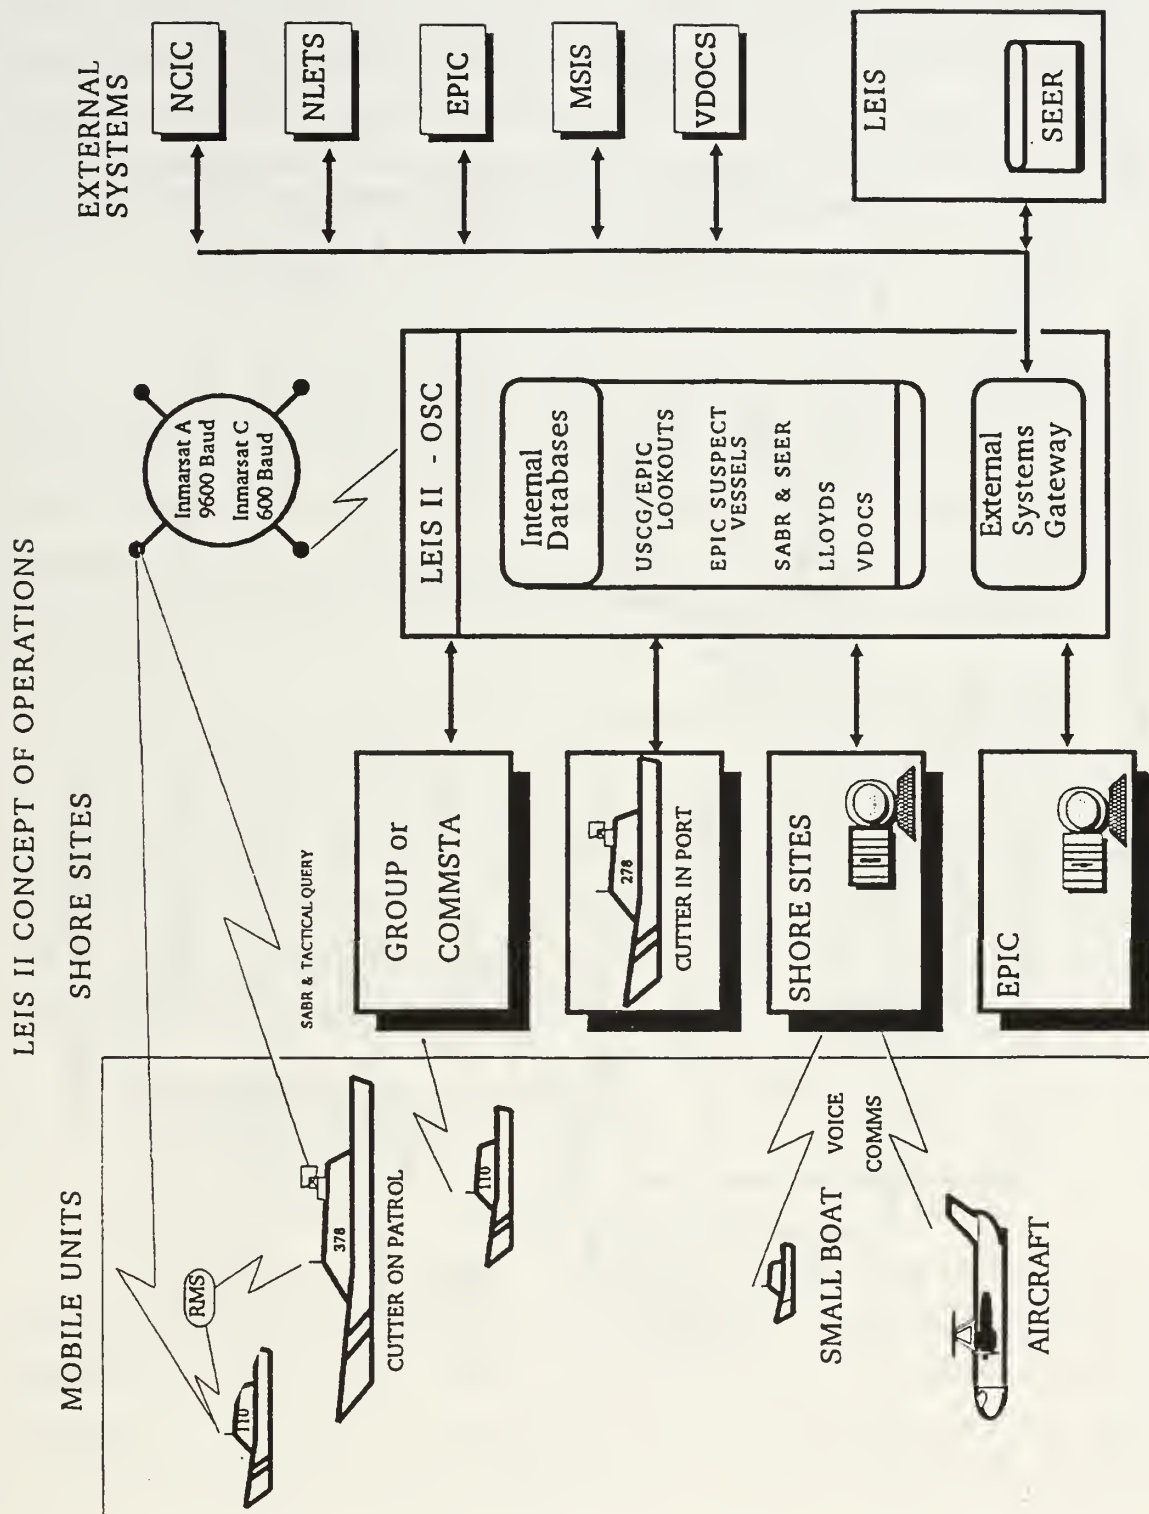 LEIS II CONCEPT OF OPERATIONS
MOBILE UNITS
SHORE SITES
EXTERNAL
SYSTEMS
110
RMS
378
CUTTER ON PATROL
110
SMALL BOAT
VOICE
COMMS
AIRCRAFT
SABR & TACTICAL QUERY
GROUP or
COMMSTA
278
CUTTER IN PORT
SHORE SITES
EPIC
Inmarsat A
9600 Baud
Inmarsat C
600 Baud
LEIS II - OSC
Internal
Databases
USCG/EPIC
LOOKOUTS
EPIC SUSPECT
VESSELS
SABR & SEER
LLOYDS
VDOCS
External
Systems
Gateway
NCIC
NLETS
EPIC
MSIS
VDOCS
LEIS
SEER